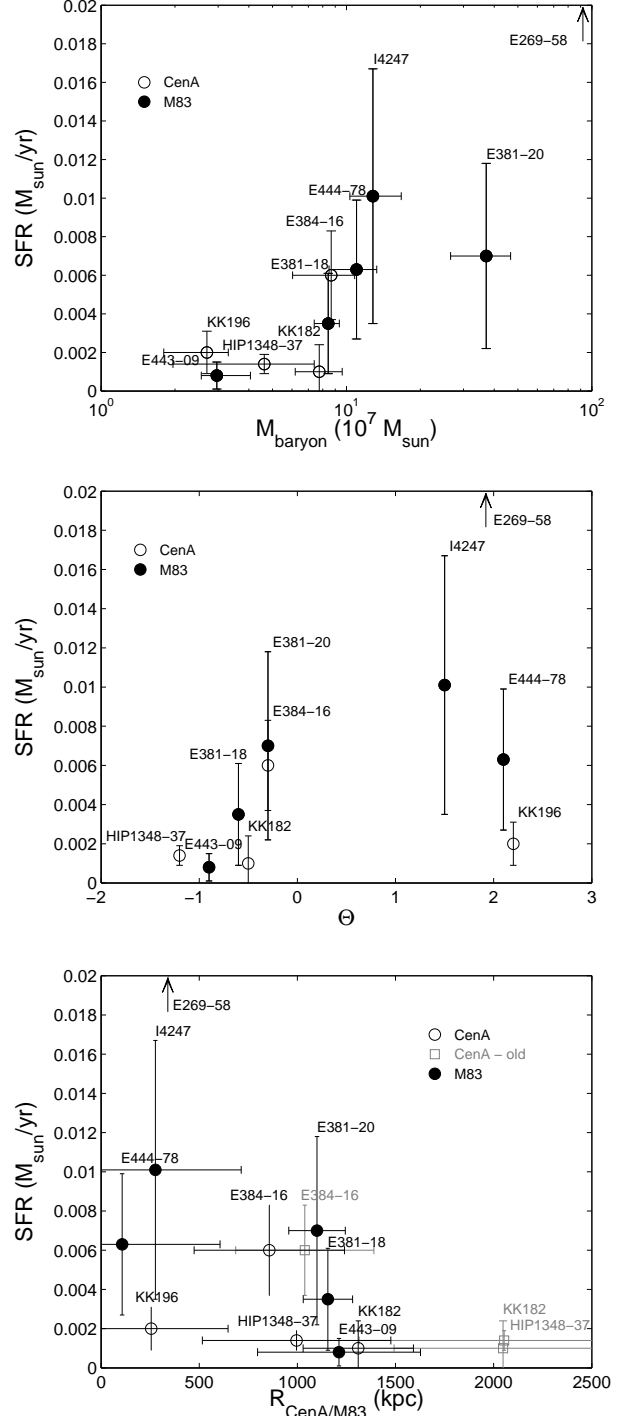 0.02
0.018
0.016
0.014
0.012
0.01
0.008
0.006
0.004
0.002
0
SFR (M_sun/yr)
CenA
M83
E269−58
I4247
E381−20
E444−78
E384−16
E381−18
KK196
KK182
HIP1348−37
E443−09
10^0 10^1 10^2
M_baryon (10^7 M_sun)
0.02
0.018
0.016
0.014
0.012
0.01
0.008
0.006
0.004
0.002
0
SFR (M_sun/yr)
CenA
M83
E269−58
I4247
E381−20
E444−78
E384−16
E381−18
KK196
KK182
HIP1348−37
E443−09
−2 −1 0 1 2 3
Θ
0.02
0.018
0.016
0.014
0.012
0.01
0.008
0.006
0.004
0.002
0
SFR (M_sun/yr)
CenA
CenA − old
M83
E269−58
I4247
E381−20
E444−78
E384−16 E384−16
E381−18
KK196
KK182
KK182
HIP1348−37
HIP1348−37
E443−09
0 500 1000 1500 2000 2500
R_CenA/M83 (kpc)